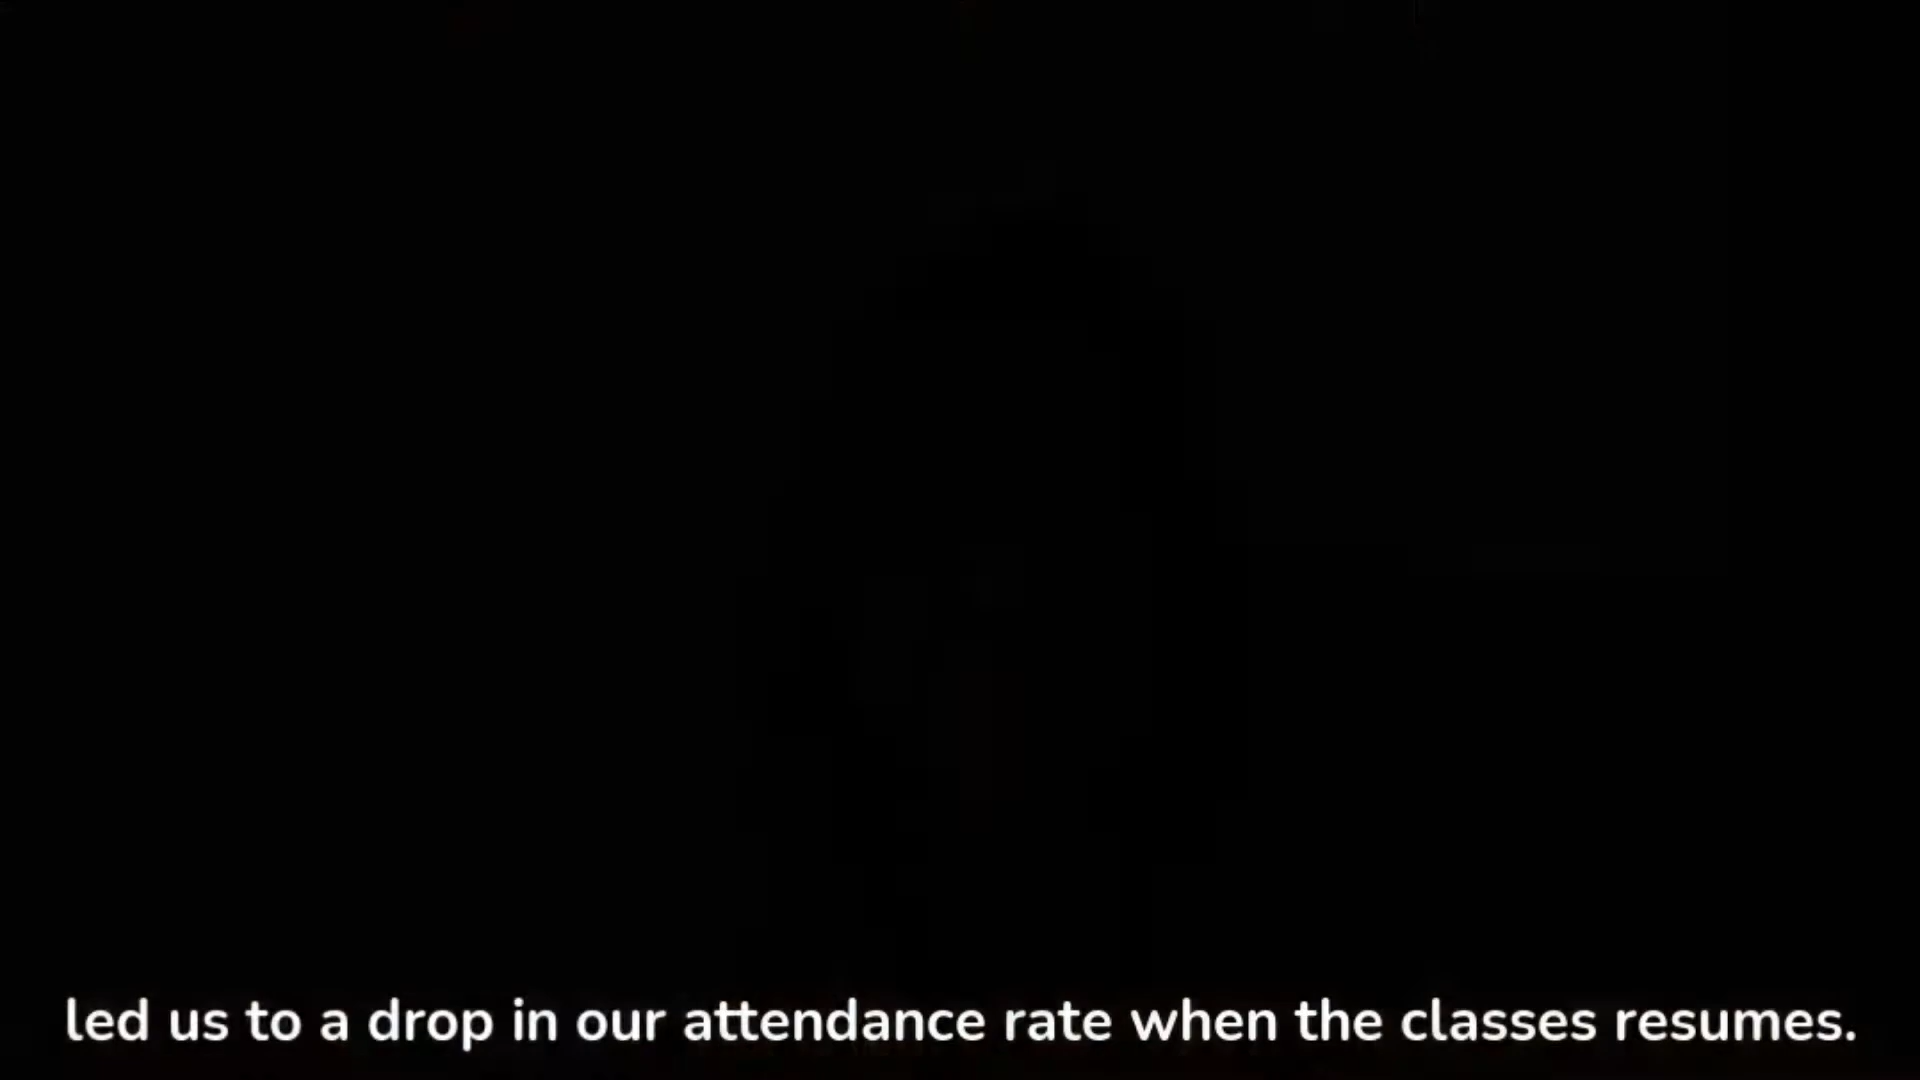 led us to a drop in our attendance rate when the classes resumes.